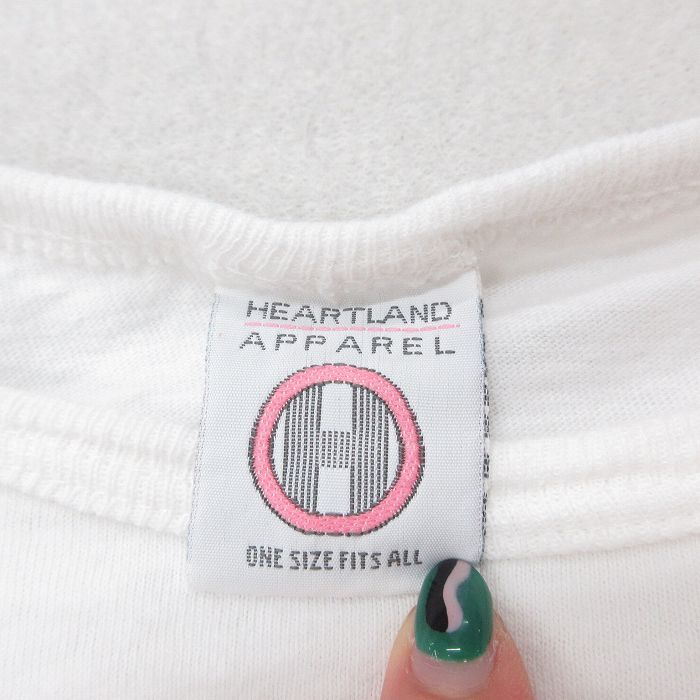 HEARTLAND
APPAREL
H
ONE SIZE FITS ALL